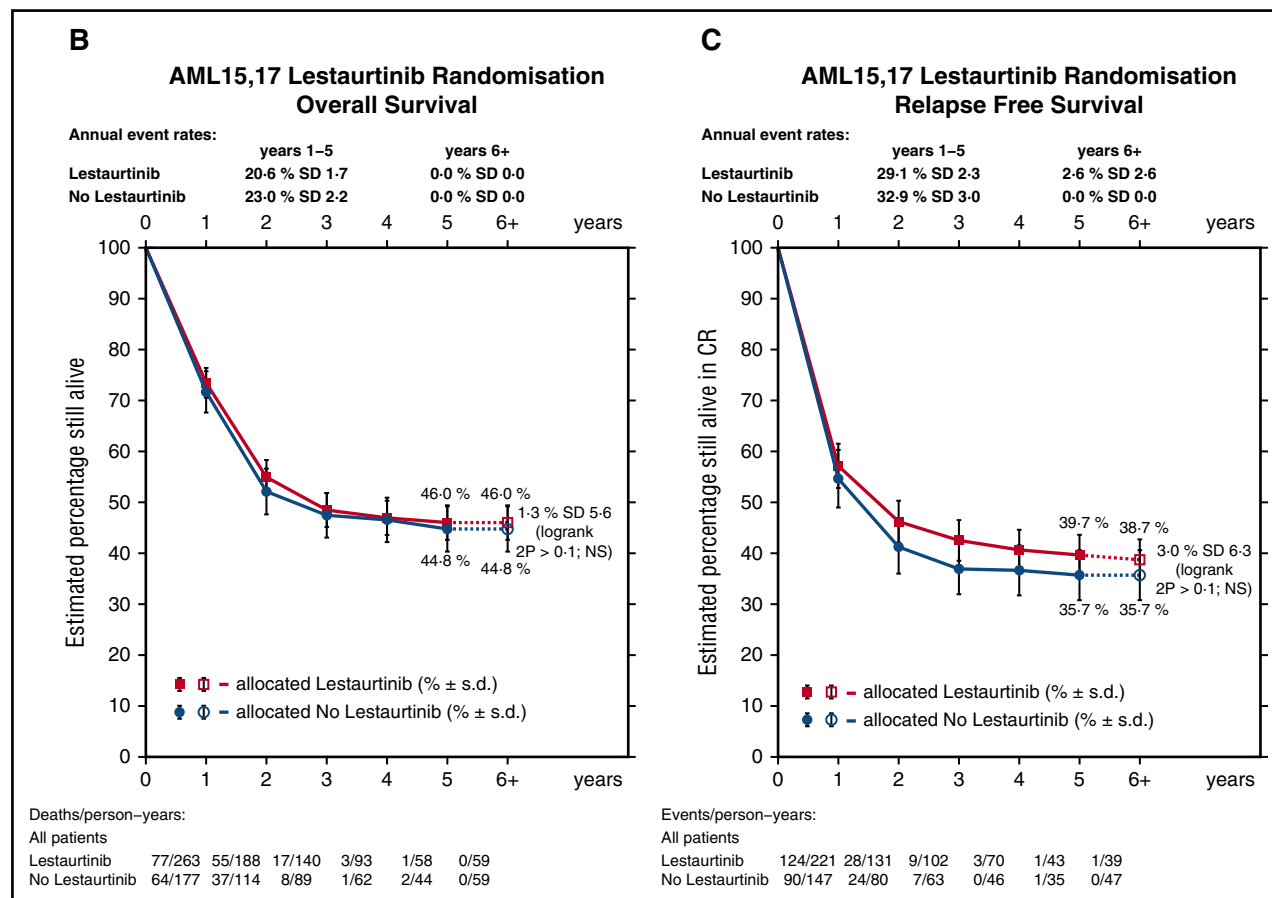 B
AML15,17 Lestaurtinib Randomisation
Overall Survival
Annual event rates:
years 1–5 years 6+
Lestaurtinib 20·6 % SD 1·7 0·0 % SD 0·0
No Lestaurtinib 23·0 % SD 2·2 0·0 % SD 0·0
0 1 2 3 4 5 6+ years
100
90
80
70
60
50
40
30
20
10
0
Estimated percentage still alive
46·0 % 46·0 %
1·3 % SD 5·6
(logrank
2P > 0·1; NS)
44·8 %
44·8 %
allocated Lestaurtinib (% ± s.d.)
allocated No Lestaurtinib (% ± s.d.)
0 1 2 3 4 5 6+ years
Deaths/person–years:
All patients
Lestaurtinib 77/263 55/188 17/140 3/93 1/58 0/59
No Lestaurtinib 64/177 37/114 8/89 1/62 2/44 0/59
C
AML15,17 Lestaurtinib Randomisation
Relapse Free Survival
Annual event rates:
years 1–5 years 6+
Lestaurtinib 29·1 % SD 2·3 2·6 % SD 2·6
No Lestaurtinib 32·9 % SD 3·0 0·0 % SD 0·0
0 1 2 3 4 5 6+ years
100
90
80
70
60
50
40
30
20
10
0
Estimated percentage still alive in CR
39·7 % 38·7 %
3·0 % SD 6·3
(logrank
2P > 0·1; NS)
35·7 % 35·7 %
allocated Lestaurtinib (% ± s.d.)
allocated No Lestaurtinib (% ± s.d.)
0 1 2 3 4 5 6+ years
Events/person–years:
All patients
Lestaurtinib 124/221 28/131 9/102 3/70 1/43 1/39
No Lestaurtinib 90/147 24/80 7/63 0/46 1/35 0/47